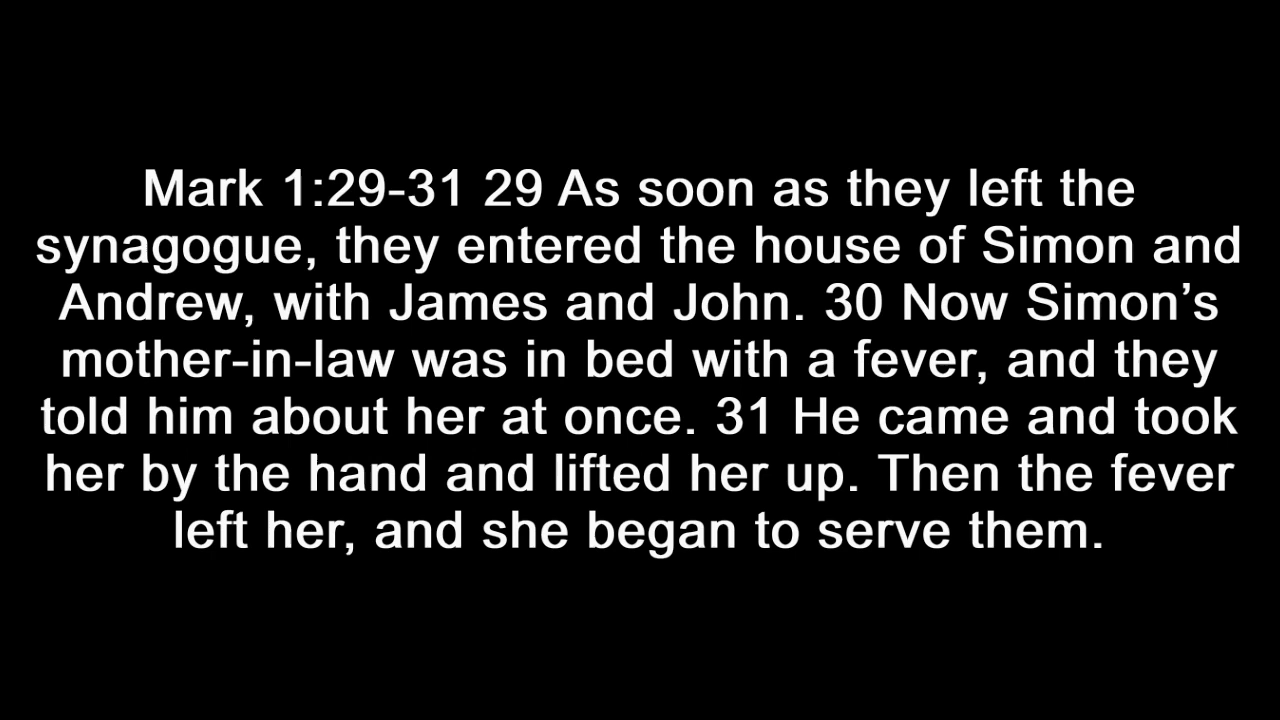 Mark 1:29-31 29 As soon as they left the
synagogue, they entered the house of Simon and
Andrew, with James and John. 30 Now Simon’s
mother-in-law was in bed with a fever, and they
told him about her at once. 31 He came and took
her by the hand and lifted her up. Then the fever
left her, and she began to serve them.